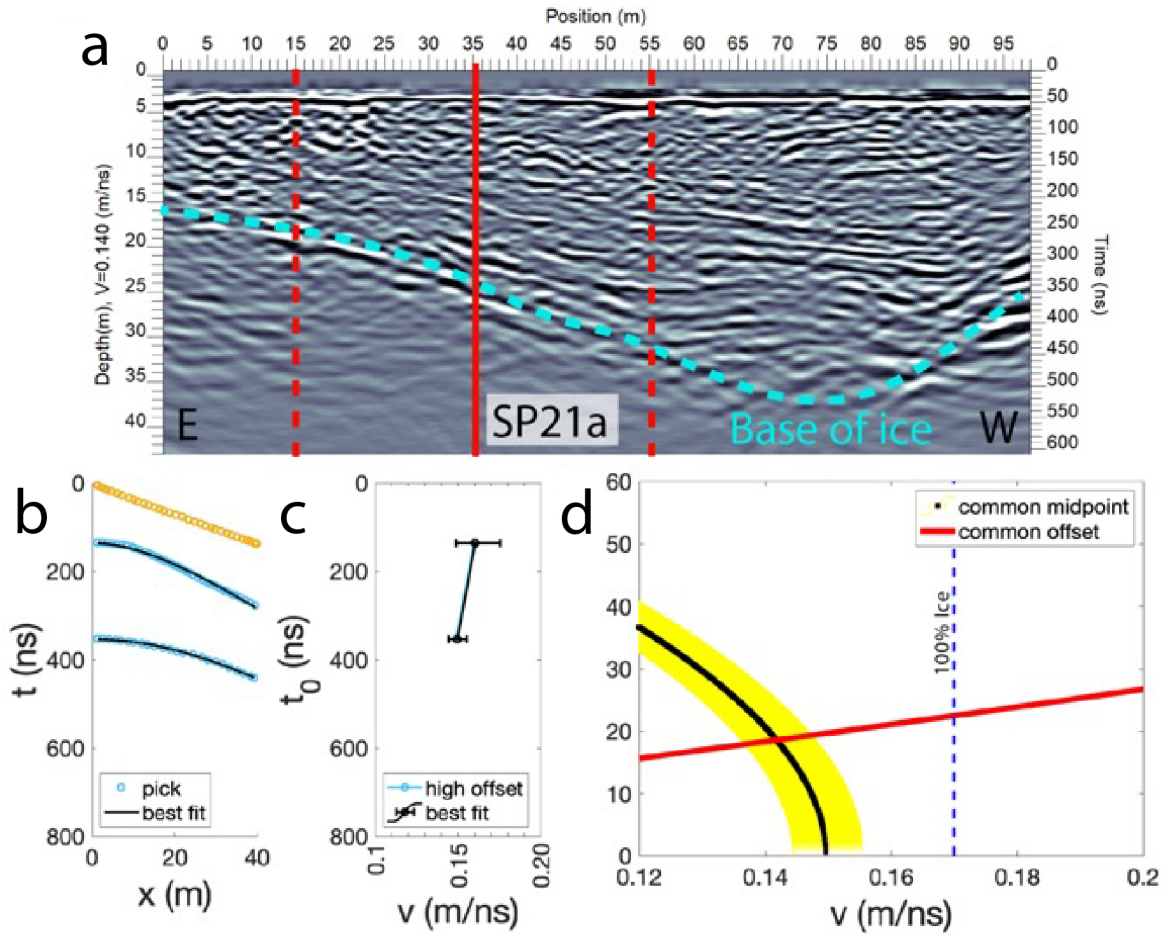 a
Position (m)
0 5 10 15 20 25 30 35 40 45 50 55 60 65 70 75 80 85 90 95
Depth(m), V=0.140 (m/ns)
0
5
10
15
20
25
30
35
40
Time (ns)
0
50
100
150
200
250
300
350
400
450
500
550
600
E
SP21a
Base of ice
W
b
t (ns)
0
200
400
600
800
pick
best fit
0 20 40
x (m)
c
t0 (ns)
0
200
400
600
800
high offset
best fit
0.1 0.15 0.20
v (m/ns)
d
60
50
40
30
20
10
0
common midpoint
common offset
100% Ice
0.12 0.14 0.16 0.18 0.2
v (m/ns)